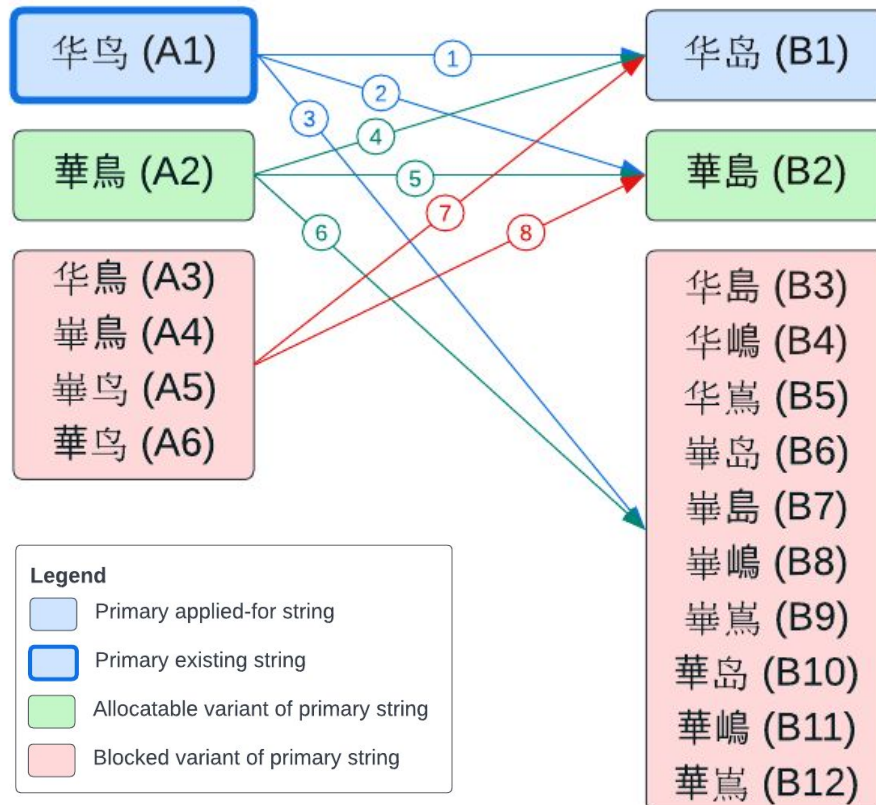 华鸟 (A1)
華鳥 (A2)
华鳥 (A3)
崋鳥 (A4)
崋鸟 (A5)
華鸟 (A6)
1
2
3
4
5
6
7
8
华岛 (B1)
華島 (B2)
华島 (B3)
华嶋 (B4)
华嶌 (B5)
崋岛 (B6)
崋島 (B7)
崋嶋 (B8)
崋嶌 (B9)
華岛 (B10)
華嶋 (B11)
華嶌 (B12)
Legend
Primary applied-for string
Primary existing string
Allocatable variant of primary string
Blocked variant of primary string